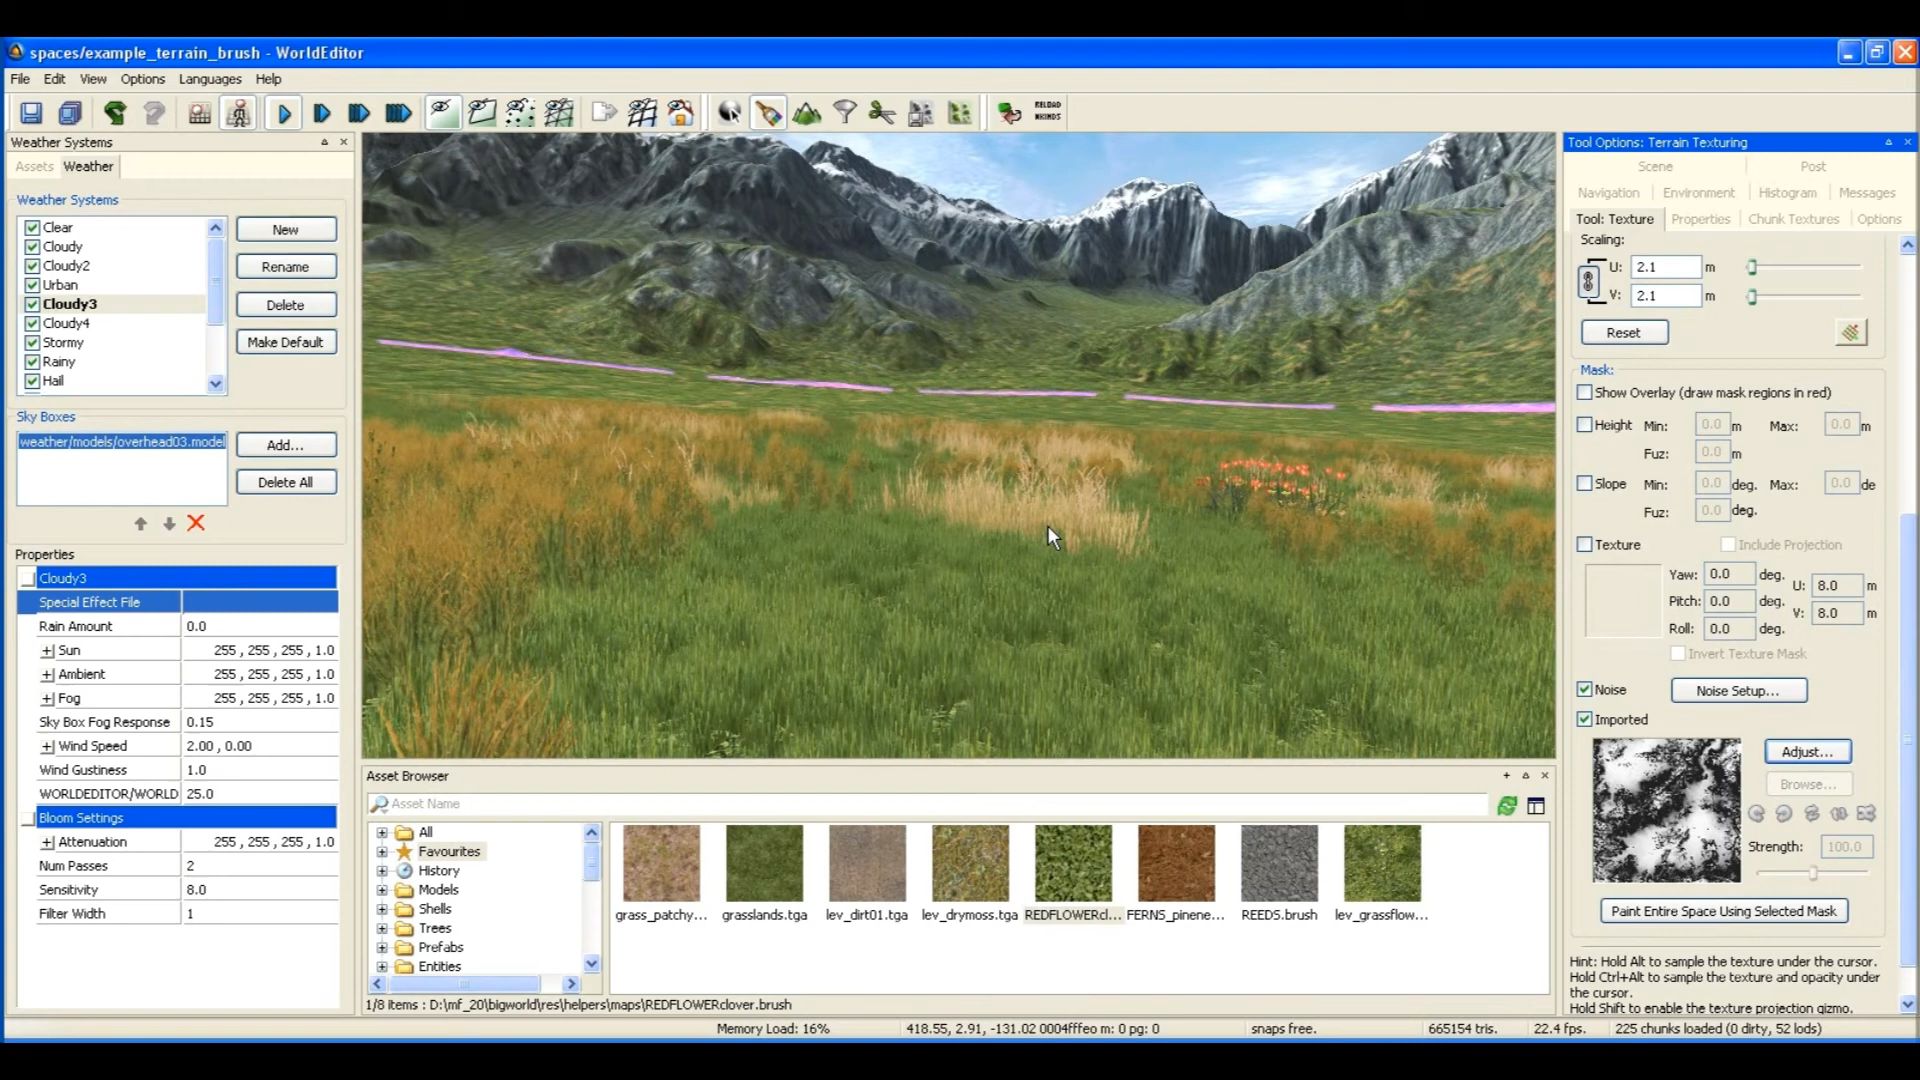 spaces/example_terrain_brush - WorldEditor
File Edit View Options Languages Help
RELOAD
Weather Systems
Assets Weather
Weather Systems
Clear
Cloudy
Cloudy2
Urban
Cloudy3
Cloudy4
Stormy
Rainy
Hail
New
Rename
Delete
Make Default
Sky Boxes
weather/models/overhead03.model
Add...
Delete All
Properties
Cloudy3
Special Effect File
Rain Amount 0.0
Sun 255 , 255 , 255 , 1.0
Ambient 255 , 255 , 255 , 1.0
Fog 255 , 255 , 255 , 1.0
Sky Box Fog Response 0.15
Wind Speed 2.00 , 0.00
Wind Gustiness 1.0
WORLDEDITOR/WORLD 25.0
Bloom Settings
Attenuation 255 , 255 , 255 , 1.0
Num Passes 2
Sensitivity 8.0
Filter Width 1
Asset Browser
Asset Name
All
Favourites
History
Models
Shells
Trees
Prefabs
Entities
grass_patchy... grasslands.tga lev_dirt01.tga lev_drymoss.tga REDFLOWERcl... FERNS_pinene... REEDS.brush lev_grassflow...
1/8 items : D:\mf_20\bigworld\res\helpers\maps\REDFLOWERclover.brush
Tool Options: Terrain Texturing
Scene Post
Navigation Environment Histogram Messages
Tool: Texture Properties Chunk Textures Options
Scaling:
U: 2.1 m
V: 2.1 m
Reset
Mask:
Show Overlay (draw mask regions in red)
Height Min: 0.0 m Max: 0.0 m
Fuz: 0.0 m
Slope Min: 0.0 deg. Max: 0.0 de
Fuz: 0.0 deg.
Texture Include Projection
Yaw: 0.0 deg. U: 8.0 m
Pitch: 0.0 deg. V: 8.0 m
Roll: 0.0 deg.
Invert Texture Mask
Noise Noise Setup...
Imported
Adjust...
Browse...
Strength: 100.0
Paint Entire Space Using Selected Mask
Hint: Hold Alt to sample the texture under the cursor.
Hold Ctrl+Alt to sample the texture and opacity under
the cursor.
Hold Shift to enable the texture projection gizmo.
Memory Load: 16% 418.55, 2.91, -131.02 0004fffeo m: 0 pg: 0 snaps free. 665154 tris. 22.4 fps. 225 chunks loaded (0 dirty, 52 lods)